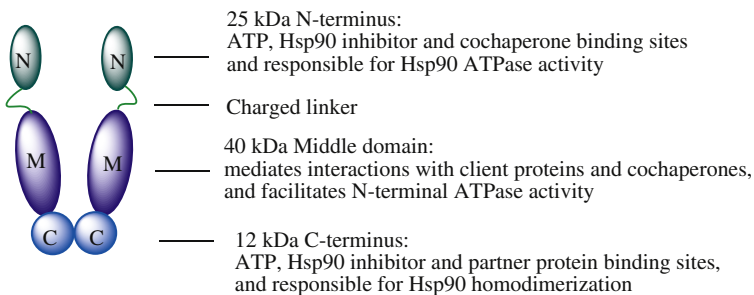 25 kDa N-terminus:
ATP, Hsp90 inhibitor and cochaperone binding sites
and responsible for Hsp90 ATPase activity
N
N
Charged linker
40 kDa Middle domain:
mediates interactions with client proteins and cochaperones,
and facilitates N-terminal ATPase activity
M
M
12 kDa C-terminus:
ATP, Hsp90 inhibitor and partner protein binding sites,
and responsible for Hsp90 homodimerization
C
C